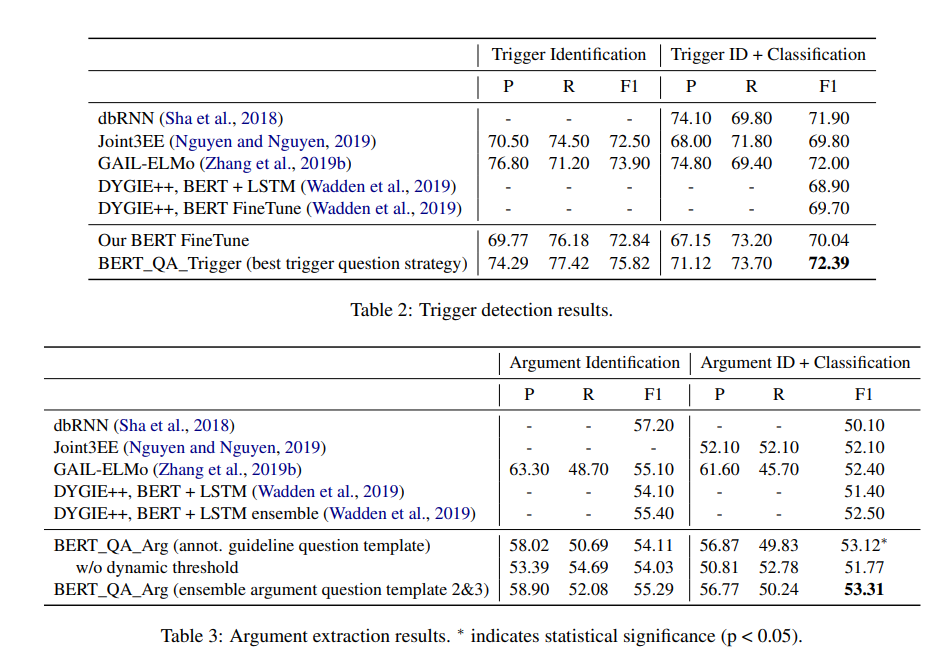 Trigger Identification Trigger ID + Classification
P R F1 P R F1
dbRNN (Sha et al., 2018) - - - 74.10 69.80 71.90
Joint3EE (Nguyen and Nguyen, 2019) 70.50 74.50 72.50 68.00 71.80 69.80
GAIL-ELMo (Zhang et al., 2019b) 76.80 71.20 73.90 74.80 69.40 72.00
DYGIE++, BERT + LSTM (Wadden et al., 2019) - - - - - 68.90
DYGIE++, BERT FineTune (Wadden et al., 2019) - - - - - 69.70
Our BERT FineTune 69.77 76.18 72.84 67.15 73.20 70.04
BERT_QA_Trigger (best trigger question strategy) 74.29 77.42 75.82 71.12 73.70 72.39
Table 2: Trigger detection results.
Argument Identification Argument ID + Classification
P R F1 P R F1
dbRNN (Sha et al., 2018) - - 57.20 - - 50.10
Joint3EE (Nguyen and Nguyen, 2019) - - - 52.10 52.10 52.10
GAIL-ELMo (Zhang et al., 2019b) 63.30 48.70 55.10 61.60 45.70 52.40
DYGIE++, BERT + LSTM (Wadden et al., 2019) - - 54.10 - - 51.40
DYGIE++, BERT + LSTM ensemble (Wadden et al., 2019) - - 55.40 - - 52.50
BERT_QA_Arg (annot. guideline question template) 58.02 50.69 54.11 56.87 49.83 53.12*
w/o dynamic threshold 53.39 54.69 54.03 50.81 52.78 51.77
BERT_QA_Arg (ensemble argument question template 2&3) 58.90 52.08 55.29 56.77 50.24 53.31
Table 3: Argument extraction results. * indicates statistical significance (p < 0.05).